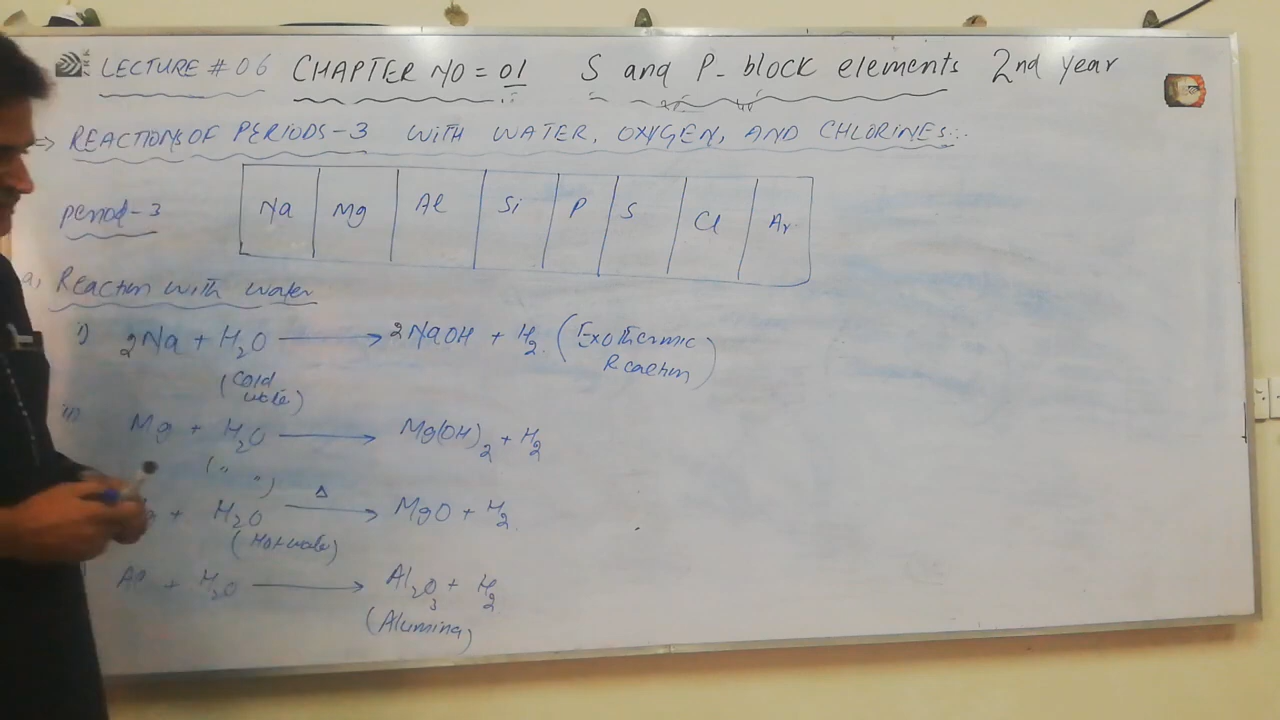 LECTURE # 06 CHAPTER NO = 01 S and P-block elements 2nd year
⇒ REACTIONS OF PERIODS-3 WITH WATER, OXYGEN, AND CHLORINES:.
Period-3 Na Mg Al Si P S Cl Ar
a, Reaction with water
i) 2Na + H2O → 2NaOH + H2. (Exothermic Reaction)
(Cold
ii) Mg + H2O → Mg(OH)2 + H2
(" ")
+ H2O Δ→ MgO + H2.
(Hot
Al + H2O → Al2O3 + H2
(Alumina)